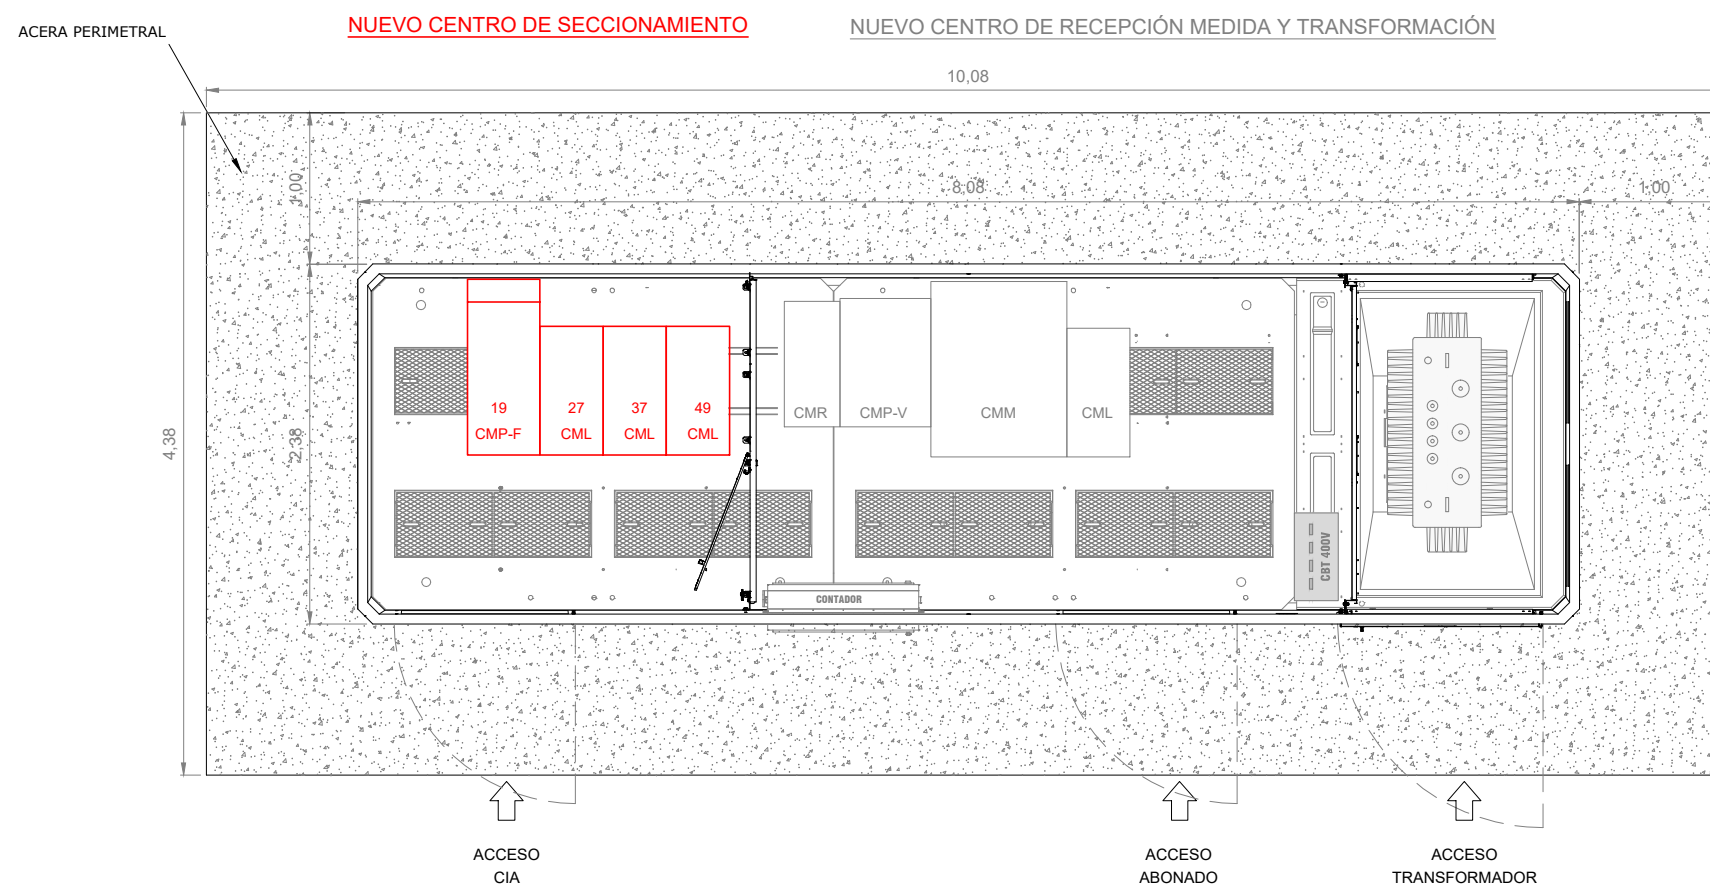 NUEVO CENTRO DE SECCIONAMIENTO
NUEVO CENTRO DE RECEPCIÓN MEDIDA Y TRANSFORMACIÓN
ACERA PERIMETRAL
10,08
1,00
8,08
1,00
4,38
2,38
19
CMP-F
27
CML
37
CML
49
CML
CMR
CMP-V
CMM
CML
CBT 400V
CONTADOR
ACCESO
CIA
ACCESO
ABONADO
ACCESO
TRANSFORMADOR